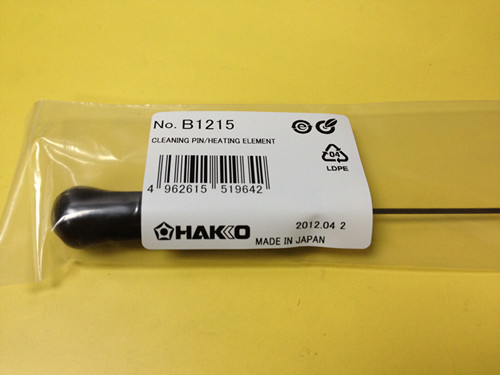 No. B1215
CLEANING PIN/HEATING ELEMENT
4 962615 519642
04
LDPE
HAKKO
2012.04 2
MADE IN JAPAN